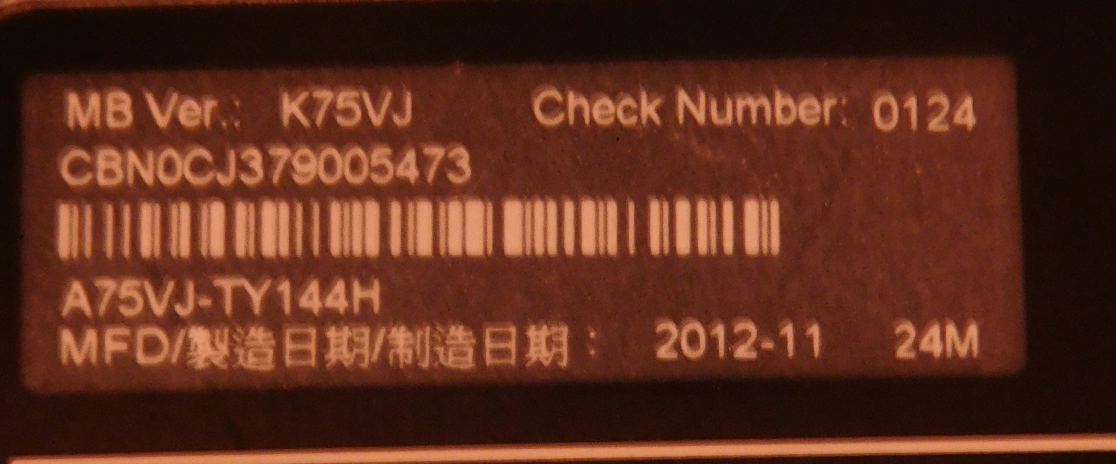 MB Ver.: K75VJ Check Number: 0124
CBN0CJ379005473
A75VJ-TY144H
MFD/製造日期/制造日期： 2012-11 24M